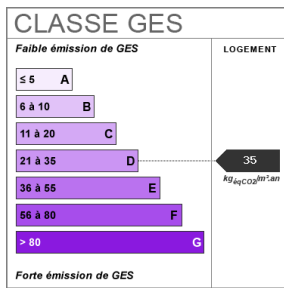 CLASSE GES
Faible émission de GES
LOGEMENT
≤ 5 A
6 à 10 B
11 à 20 C
21 à 35 D
35
kgéqCO2/m².an
36 à 55 E
56 à 80 F
> 80 G
Forte émission de GES